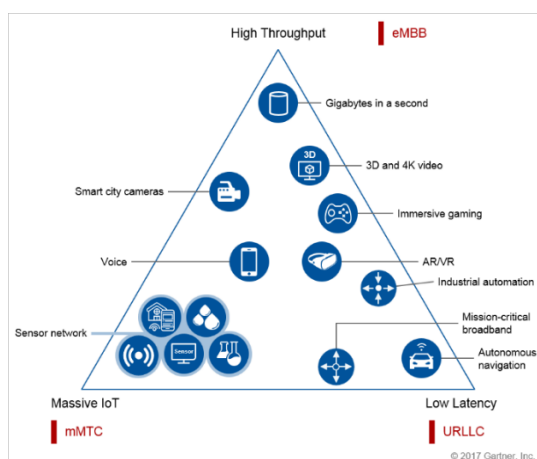 High Throughput
eMBB
Gigabytes in a second
3D
3D and 4K video
Smart city cameras
Immersive gaming
Voice
AR/VR
Industrial automation
Mission-critical
broadband
Sensor network
Sensor
Autonomous
navigation
Massive IoT
Low Latency
mMTC
URLLC
© 2017 Gartner, Inc.